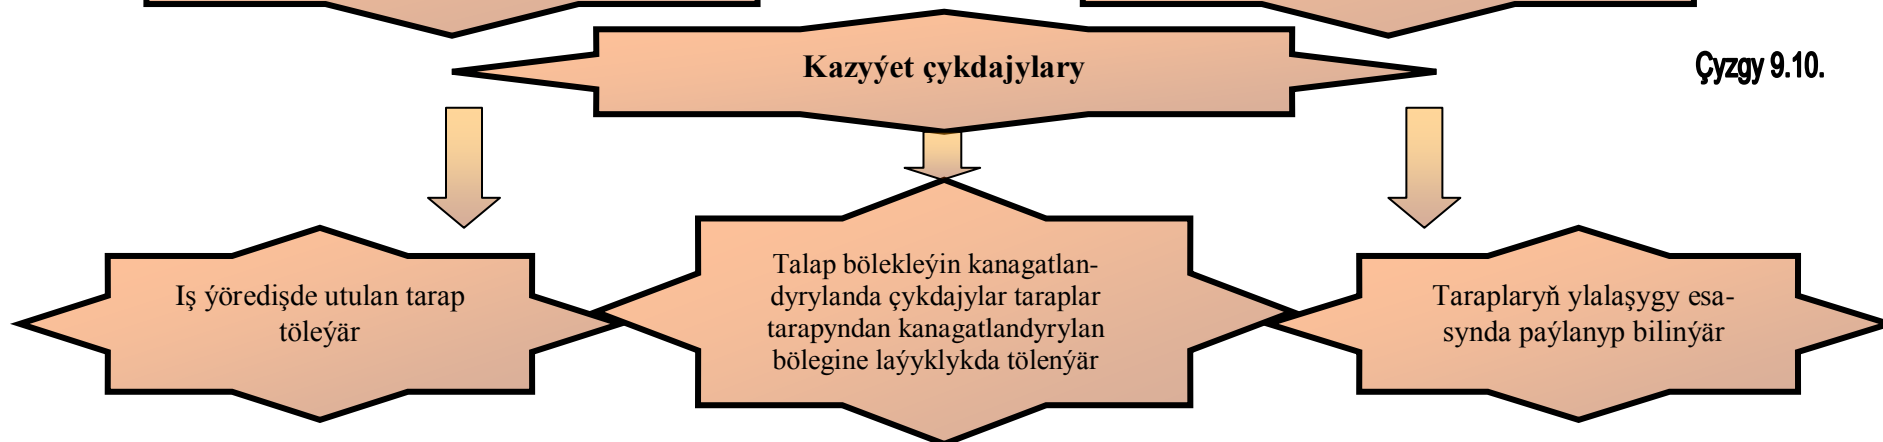 Kazyýet çykdajylary
Çyzgy 9.10.
Iş ýöredişde utulan tarap
töleýär
Talap bölekleýin kanagatlan-
dyrylanda çykdajylar taraplar
tarapyndan kanagatlandyrylan
bölegine laýyklykda tölenýär
Taraplaryň ylalaşygy esa-
synda paýlanyp bilinýär